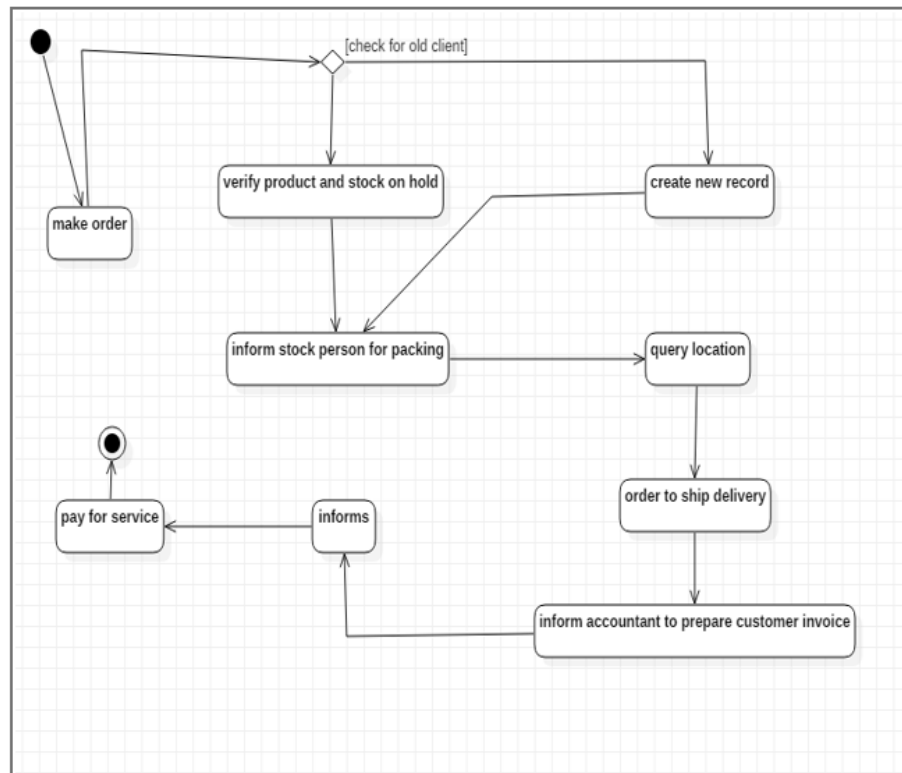 [check for old client]
verify product and stock on hold
create new record
make order
inform stock person for packing
query location
order to ship delivery
pay for service
informs
inform accountant to prepare customer invoice